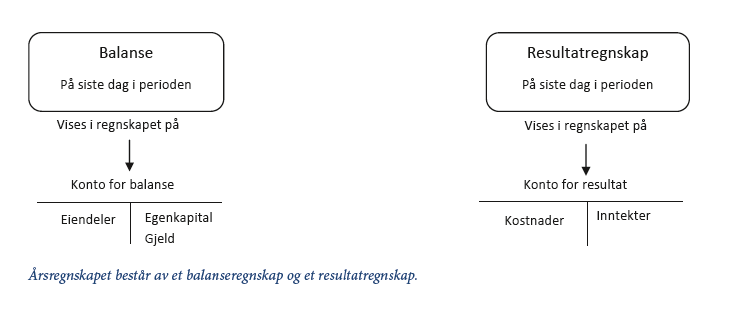 Balanse
På siste dag i perioden
Vises i regnskapet på
Konto for balanse
Eiendeler
Egenkapital
Gjeld
Resultatregnskap
På siste dag i perioden
Vises i regnskapet på
Konto for resultat
Kostnader
Inntekter
Årsregnskapet består av et balanseregnskap og et resultatregnskap.